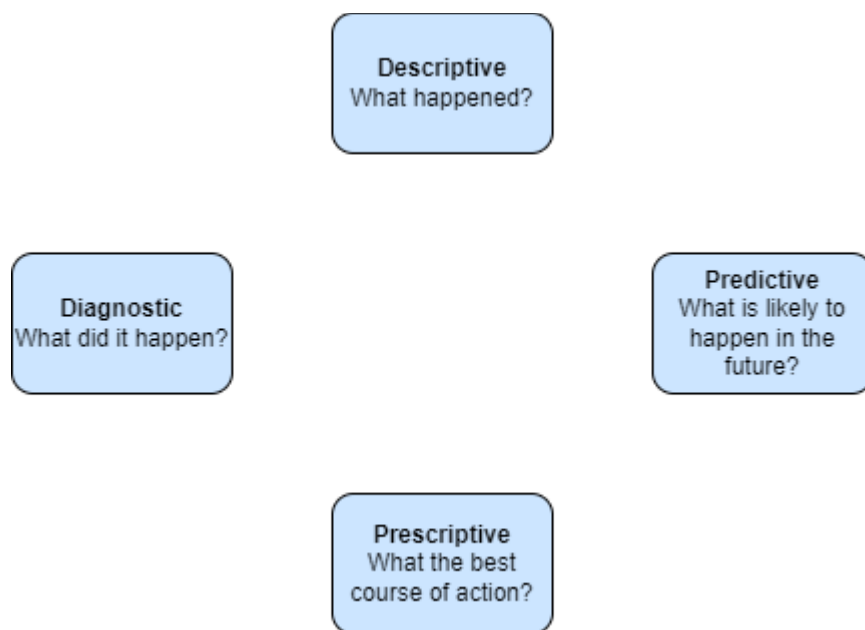 Descriptive
What happened?
Diagnostic
What did it happen?
Predictive
What is likely to
happen in the
future?
Prescriptive
What the best
course of action?